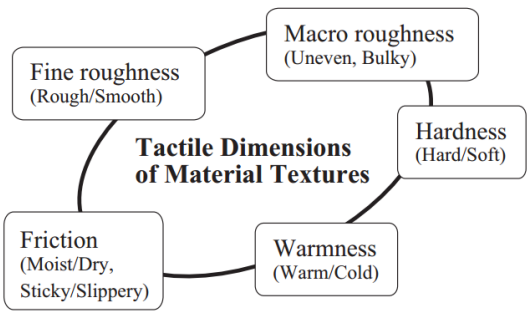 Macro roughness
(Uneven, Bulky)
Fine roughness
(Rough/Smooth)
Hardness
(Hard/Soft)
Tactile Dimensions
of Material Textures
Friction
(Moist/Dry,
Sticky/Slippery)
Warmness
(Warm/Cold)